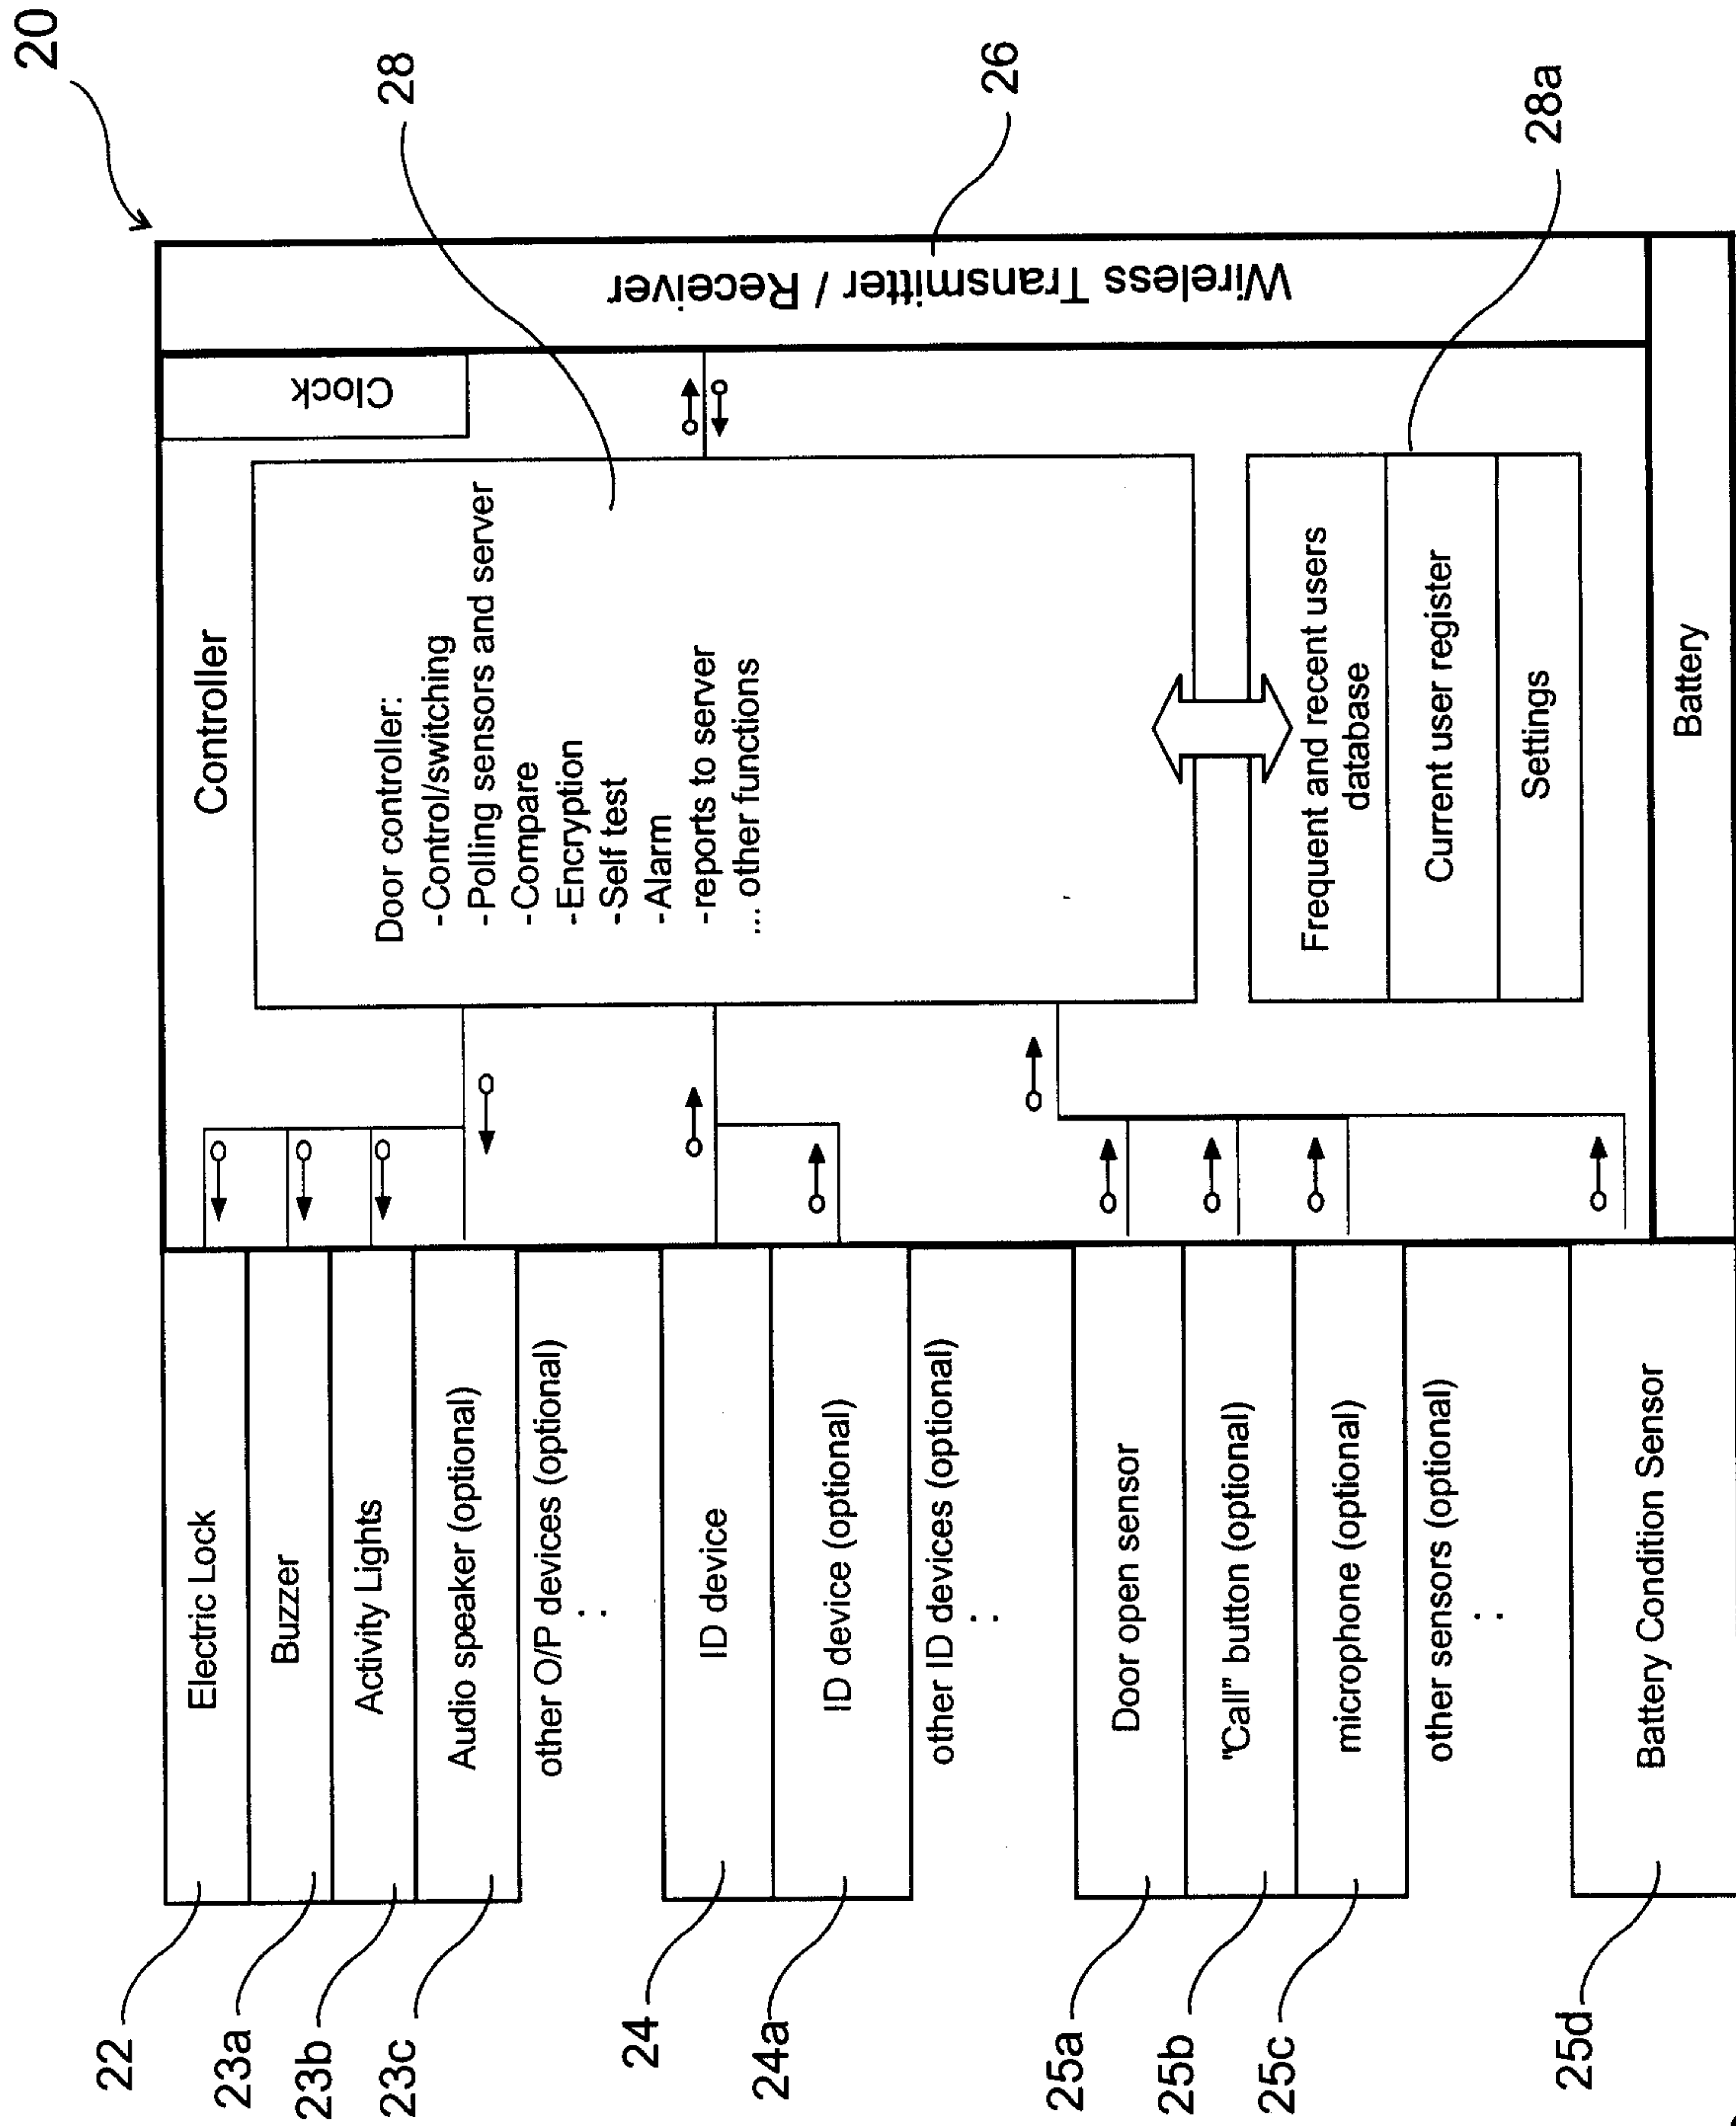 20
22
Electric Lock
23a
Buzzer
23b
Activity Lights
23c
Audio speaker (optional)
other O/P devices (optional)
:
24
ID device
24a
ID device (optional)
other ID devices (optional)
:
25a
Door open sensor
25b
"Call" button (optional)
25c
microphone (optional)
other sensors (optional)
:
25d
Battery Condition Sensor
Controller
Door controller:
-Control/switching
-Polling sensors and server
-Compare
-Encryption
-Self test
-Alarm
-reports to server
... other functions
28
Frequent and recent users
database
Current user register
Settings
28a
Clock
Wireless Transmitter / Receiver
26
Battery